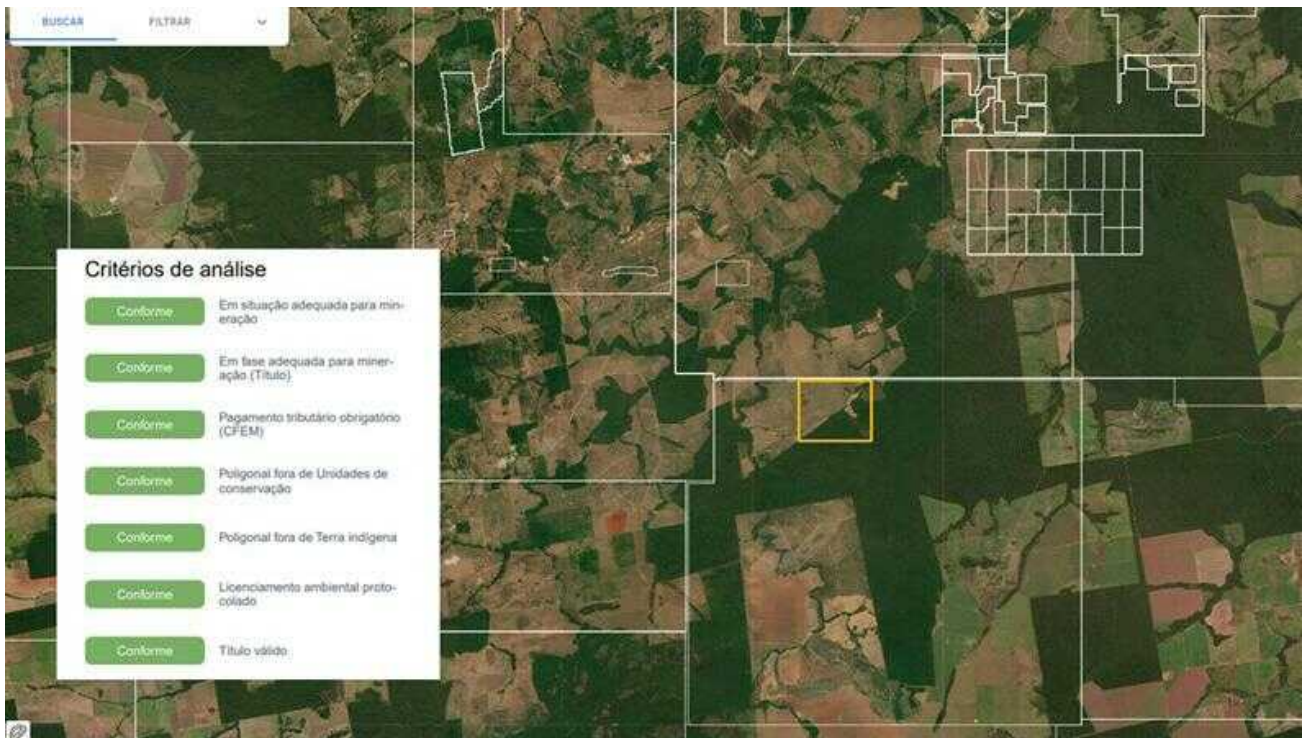 BUSCAR
FILTRAR
Critérios de análise
Conforme
Em situação adequada para min-
eração
Conforme
Em fase adequada para miner-
ação (Título)
Conforme
Pagamento tributário obrigatório
(CFEM)
Conforme
Poligonal fora de Unidades de
conservação
Conforme
Poligonal fora de Terra indígena
Conforme
Licenciamento ambiental proto-
colado
Conforme
Título válido